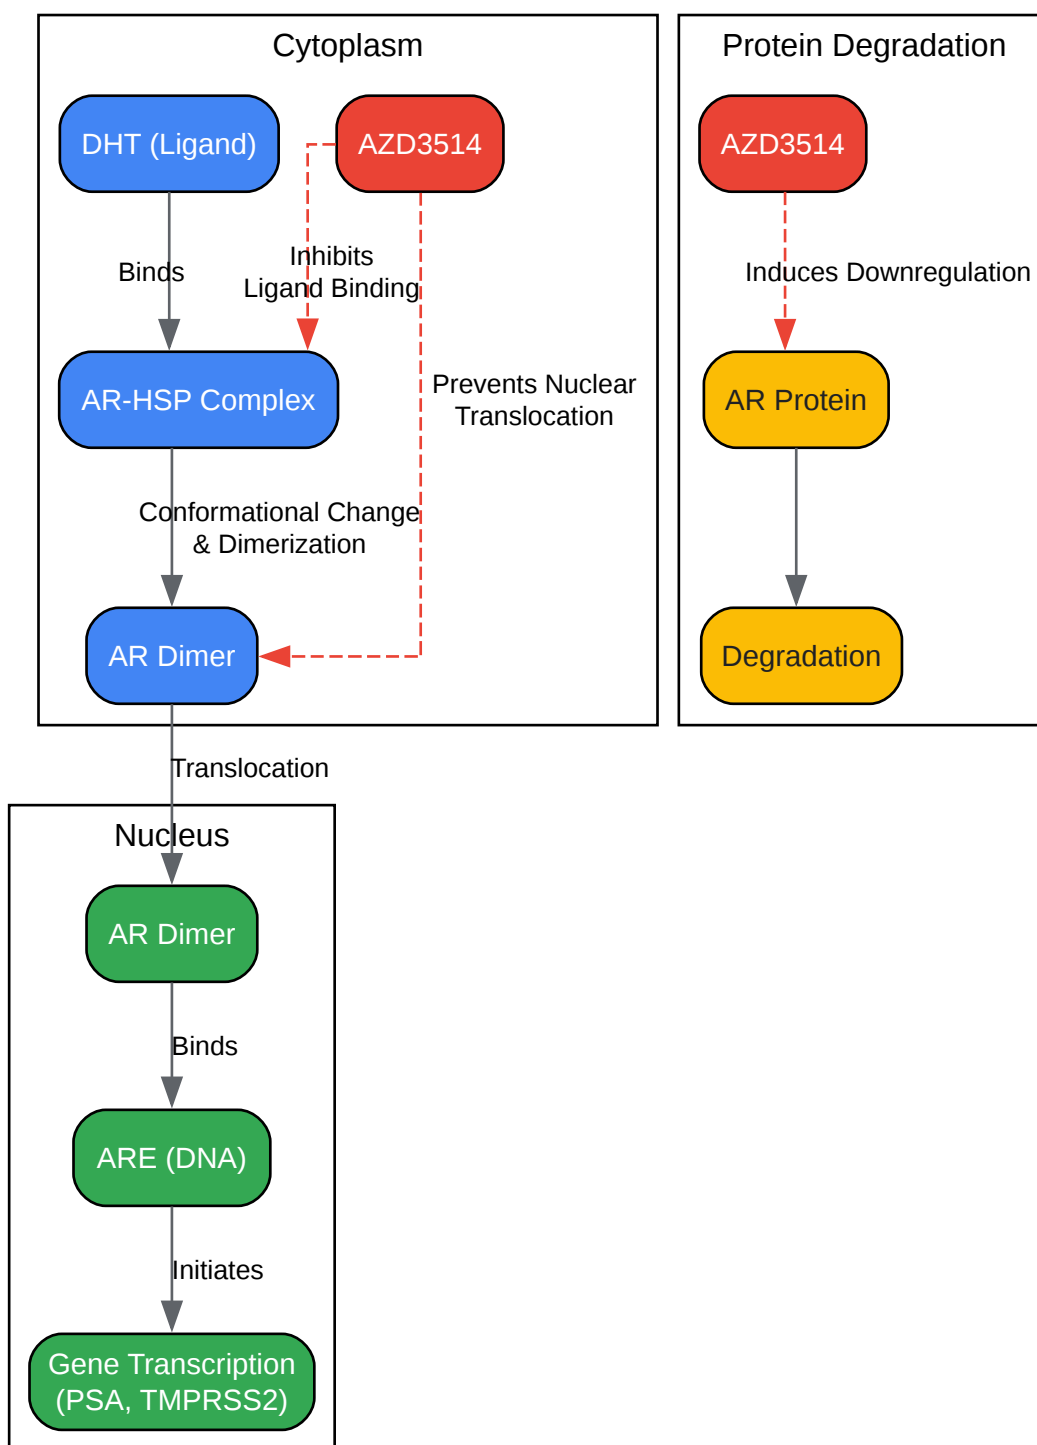 Cytoplasm
DHT (Ligand)
AZD3514
Binds
Inhibits
Ligand Binding
AR-HSP Complex
Prevents Nuclear
Translocation
Conformational Change
& Dimerization
AR Dimer
Translocation
Nucleus
AR Dimer
Binds
ARE (DNA)
Initiates
Gene Transcription
(PSA, TMPRSS2)
Protein Degradation
AZD3514
Induces Downregulation
AR Protein
Degradation